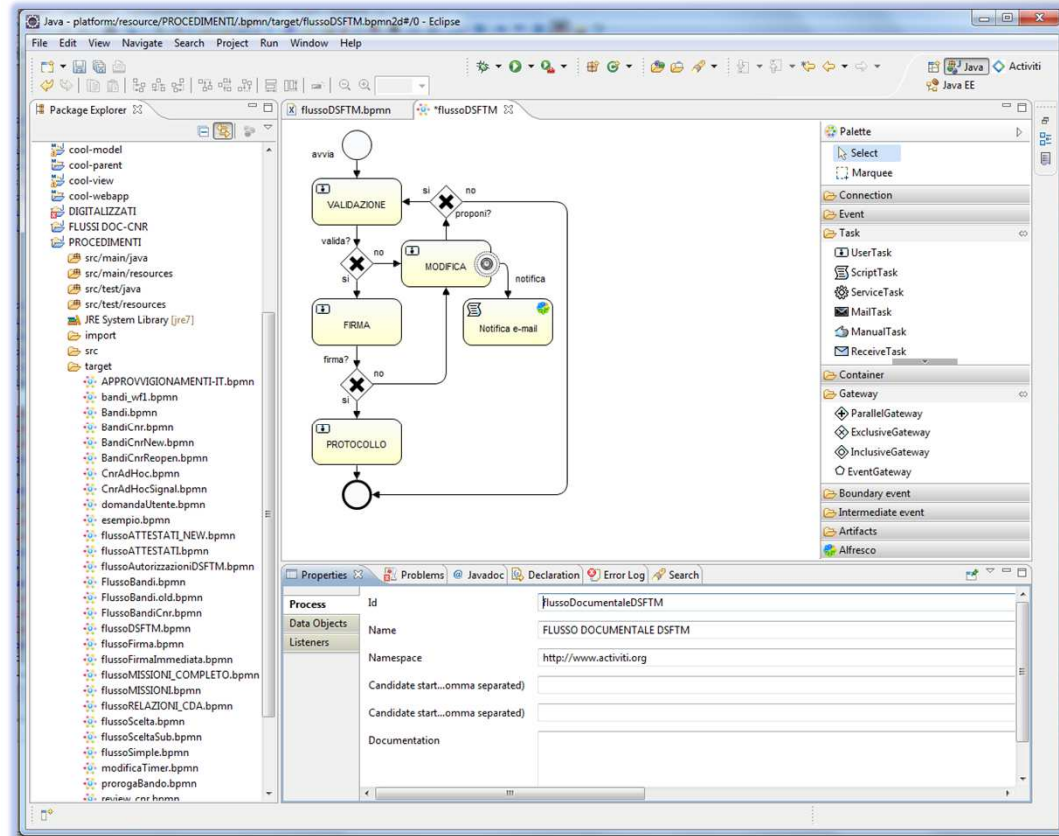 Java - platform:/resource/PROCEDIMENTI/.bpmn/target/flussoDSFTM.bpmn2d#/0 - Eclipse
File Edit View Navigate Search Project Run Window Help
Java Activiti
Java EE
Package Explorer
cool-model
cool-parent
cool-view
cool-webapp
DIGITALIZZATI
FLUSSI DOC-CNR
PROCEDIMENTI
src/main/java
src/main/resources
src/test/java
src/test/resources
JRE System Library [jre7]
import
src
target
APPROVVIGIONAMENTI-IT.bpmn
bandi_wf1.bpmn
Bandi.bpmn
BandiCnr.bpmn
BandiCnrNew.bpmn
BandiCnrReopen.bpmn
CnrAdHoc.bpmn
CnrAdHocSignal.bpmn
domandaUtente.bpmn
esempio.bpmn
flussoATTESTATI_NEW.bpmn
flussoATTESTATI.bpmn
flussoAutorizzazioniDSFTM.bpmn
FlussoBandi.bpmn
FlussoBandi.old.bpmn
FlussoBandiCnr.bpmn
flussoDSFTM.bpmn
flussoFirma.bpmn
flussoFirmaImmediata.bpmn
flussoMISSIONI_COMPLETO.bpmn
flussoMISSIONI.bpmn
flussoRELAZIONI_CDA.bpmn
flussoScelta.bpmn
flussoSceltaSub.bpmn
flussoSimple.bpmn
modificaTimer.bpmn
prorogaBando.bpmn
review_cnr.bpmn
flussoDSFTM.bpmn *flussoDSFTM
avvia
VALIDAZIONE
si no
proponi?
valida?
no
si
MODIFICA
notifica
FIRMA
Notifica e-mail
firma?
no
si
PROTOCOLLO
Palette
Select
Marquee
Connection
Event
Task
UserTask
ScriptTask
ServiceTask
MailTask
ManualTask
ReceiveTask
Container
Gateway
ParallelGateway
ExclusiveGateway
InclusiveGateway
EventGateway
Boundary event
Intermediate event
Artifacts
Alfresco
Properties Problems Javadoc Declaration Error Log Search
Process
Data Objects
Listeners
Id flussoDocumentaleDSFTM
Name FLUSSO DOCUMENTALE DSFTM
Namespace http://www.activiti.org
Candidate start...omma separated)
Candidate start...omma separated)
Documentation